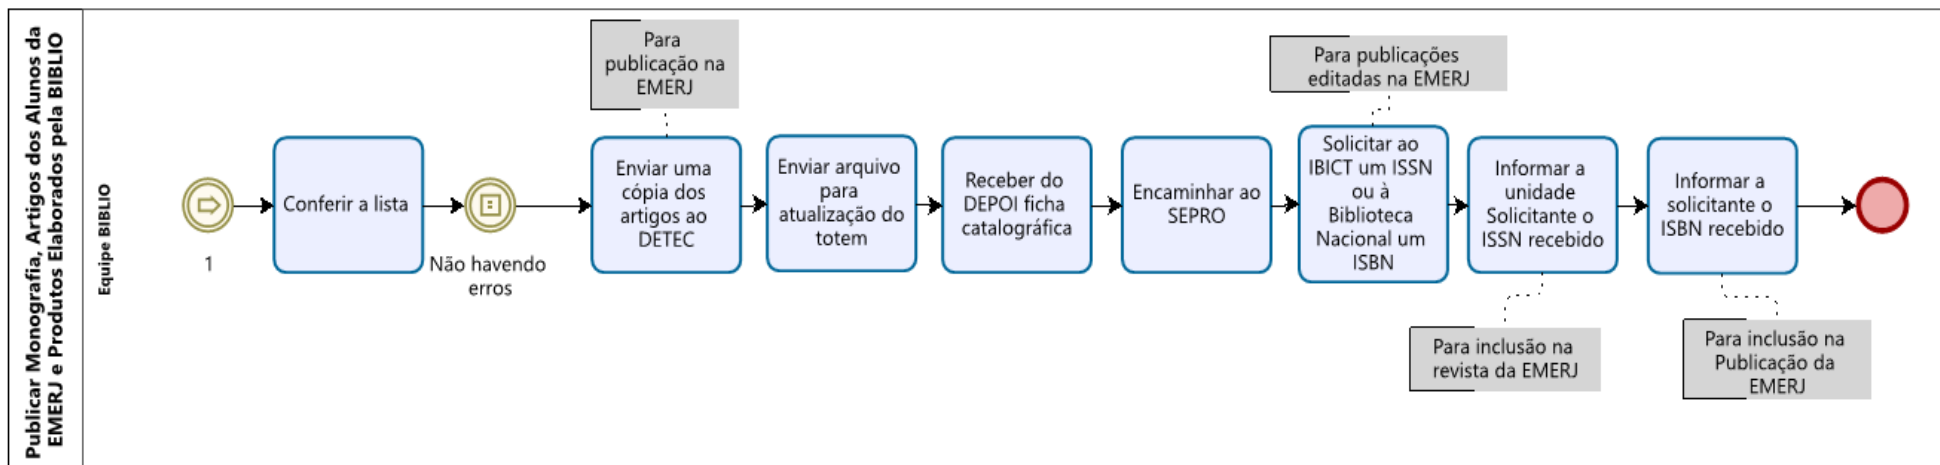 Publicar Monografia, Artigos dos Alunos da
EMERJ e Produtos Elaborados pela BIBLIO
Equipe BIBLIO
1
Conferir a lista
Não havendo
erros
Para
publicação na
EMERJ
Enviar uma
cópia dos
artigos ao
DETEC
Enviar arquivo
para
atualização do
totem
Receber do
DEPOI ficha
catalográfica
Encaminhar ao
SEPRO
Para publicações
editadas na EMERJ
Solicitar ao
IBICT um ISSN
ou à
Biblioteca
Nacional um
ISBN
Informar a
unidade
Solicitante o
ISSN recebido
Para inclusão na
revista da EMERJ
Informar a
solicitante o
ISBN recebido
Para inclusão na
Publicação da
EMERJ